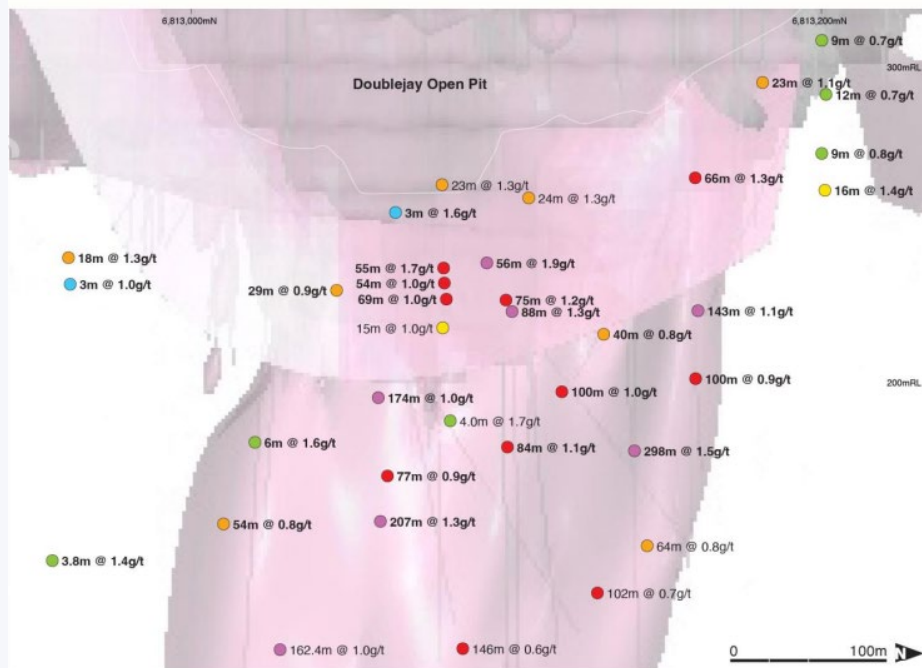 6,813,000mN
6,813,200mN
9m @ 0.7g/t
300mRL
Doublejay Open Pit
23m @ 1.1g/t
12m @ 0.7g/t
9m @ 0.8g/t
66m @ 1.3g/t
23m @ 1.3g/t
16m @ 1.4g/t
24m @ 1.3g/t
3m @ 1.6g/t
18m @ 1.3g/t
56m @ 1.9g/t
55m @ 1.7g/t
3m @ 1.0g/t
54m @ 1.0g/t
29m @ 0.9g/t
69m @ 1.0g/t
75m @ 1.2g/t
88m @ 1.3g/t
143m @ 1.1g/t
15m @ 1.0g/t
40m @ 0.8g/t
100m @ 0.9g/t
200mRL
100m @ 1.0g/t
174m @ 1.0g/t
4.0m @ 1.7g/t
6m @ 1.6g/t
84m @ 1.1g/t
298m @ 1.5g/t
77m @ 0.9g/t
207m @ 1.3g/t
54m @ 0.8g/t
64m @ 0.8g/t
3.8m @ 1.4g/t
102m @ 0.7g/t
162.4m @ 1.0g/t
146m @ 0.6g/t
0 100m
N